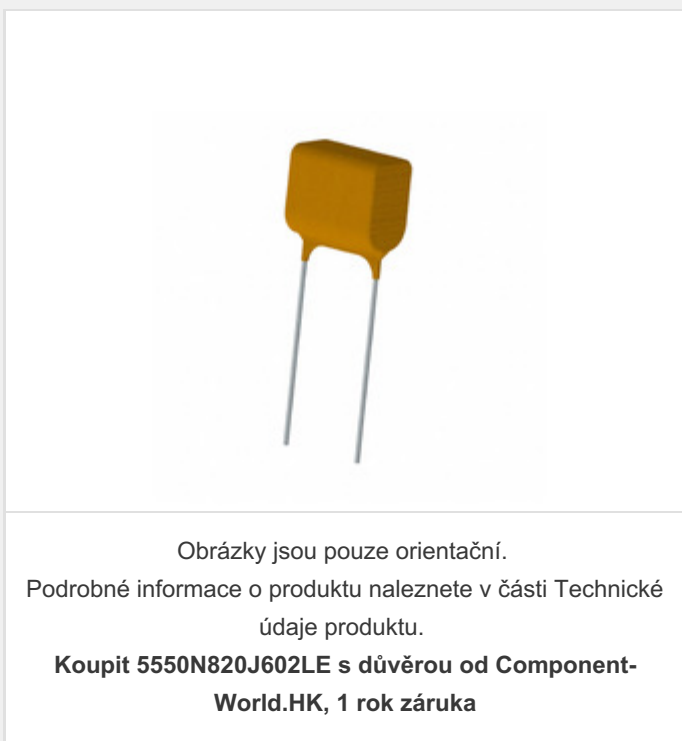 Obrázky jsou pouze orientační.
Podrobné informace o produktu naleznete v části Technické
údaje produktu.
Koupit 5550N820J602LE s důvěrou od Component-
World.HK, 1 rok záruka